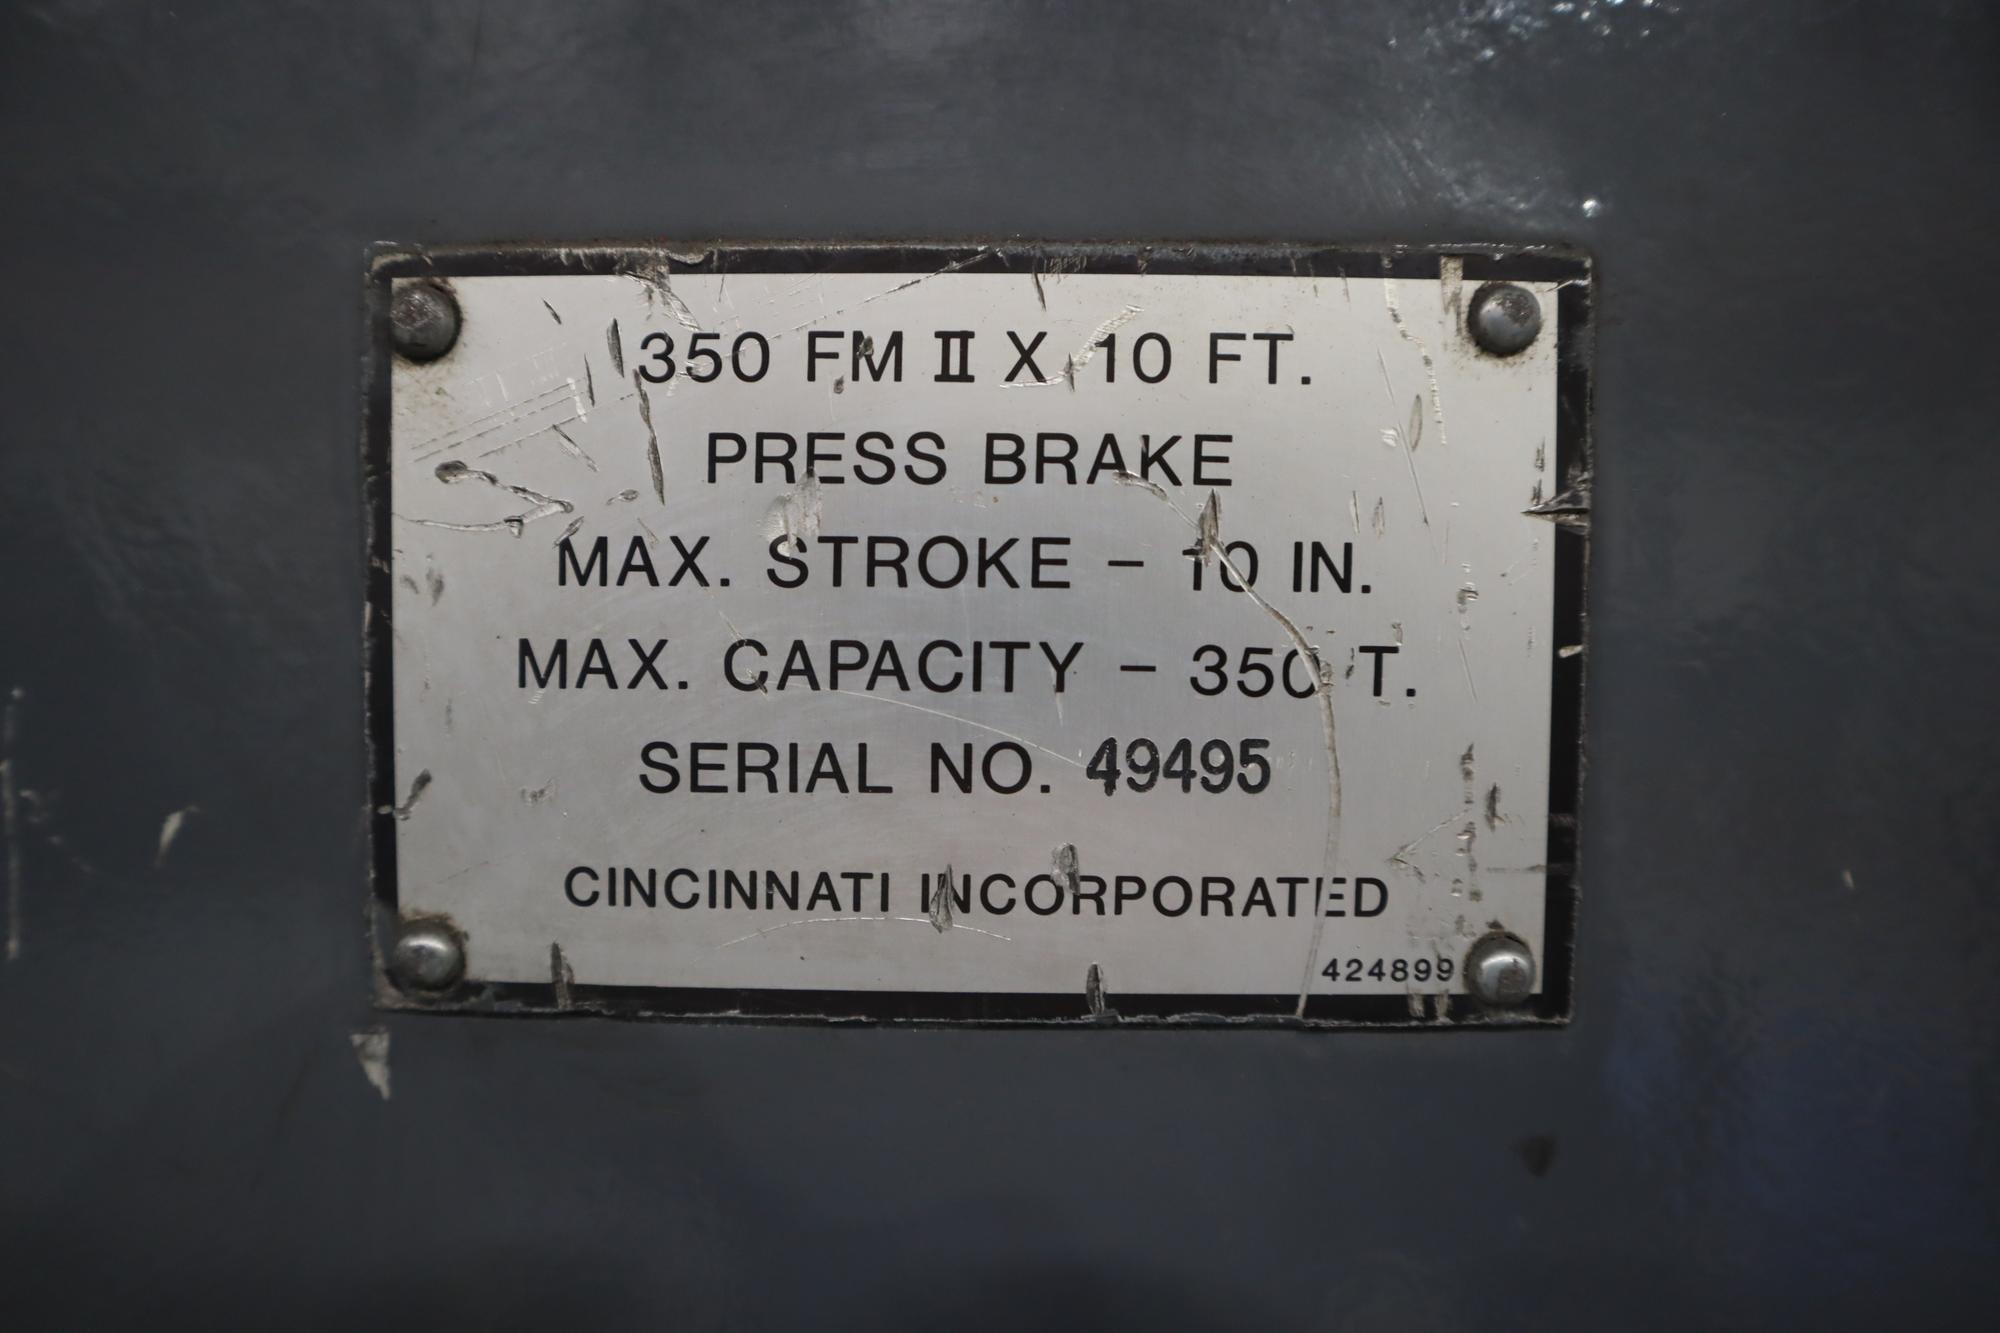 350 FM II X 10 FT.
PRESS BRAKE
MAX. STROKE – 10 IN.
MAX. CAPACITY – 350 T.
SERIAL NO. 49495
CINCINNATI INCORPORATED
424899